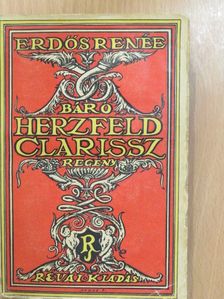 ERDŐS RENÉE
BÁRÓ
HERZFELD
CLARISSZ
REGÉNY
RJ
RÉVAI KIADÁS